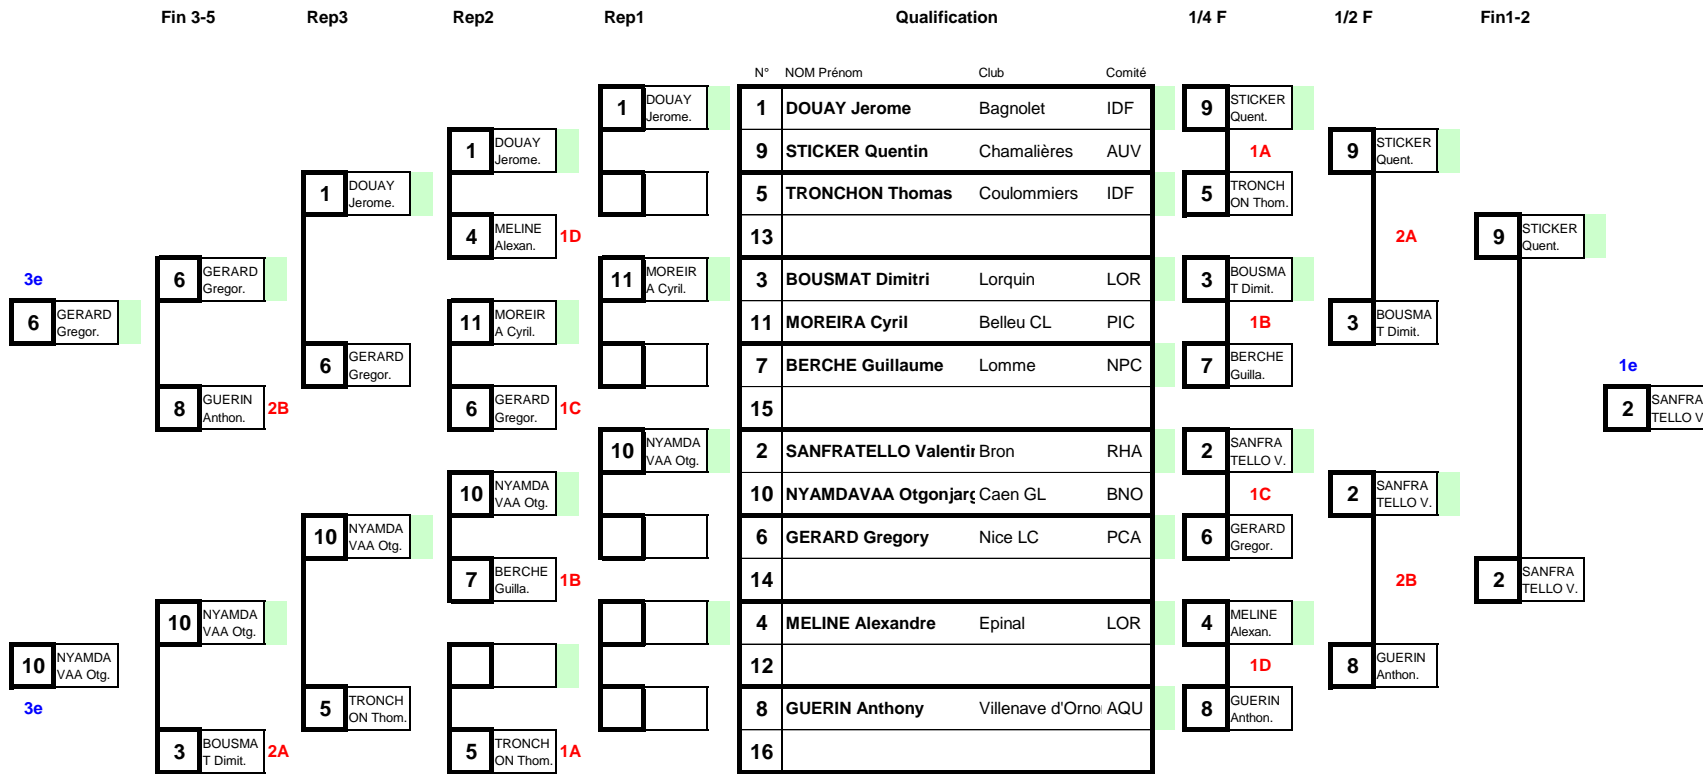 Fin 3-5 Rep3 Rep2 Rep1 Qualification 1/4 F 1/2 F Fin1-2
N° NOM Prénom Club Comité
3e
6 GERARD
Gregor.
10 NYAMDA
VAA Otg.
3e
6 GERARD
Gregor.
8 GUERIN
Anthon. 2B
10 NYAMDA
VAA Otg.
3 BOUSMA
T Dimit. 2A
1 DOUAY
Jerome.
6 GERARD
Gregor.
10 NYAMDA
VAA Otg.
5 TRONCH
ON Thom.
1 DOUAY
Jerome.
4 MELINE
Alexan. 1D
11 MOREIR
A Cyril.
6 GERARD
Gregor. 1C
10 NYAMDA
VAA Otg.
7 BERCHE
Guilla. 1B
5 TRONCH
ON Thom. 1A
1 DOUAY
Jerome.
11 MOREIR
A Cyril.
10 NYAMDA
VAA Otg.
1 DOUAY Jerome Bagnolet IDF
9 STICKER Quentin Chamalières AUV
5 TRONCHON Thomas Coulommiers IDF
13
3 BOUSMAT Dimitri Lorquin LOR
11 MOREIRA Cyril Belleu CL PIC
7 BERCHE Guillaume Lomme NPC
15
2 SANFRATELLO Valentin Bron RHA
10 NYAMDAVAA Otgonjarg Caen GL BNO
6 GERARD Gregory Nice LC PCA
14
4 MELINE Alexandre Epinal LOR
12
8 GUERIN Anthony Villenave d'Orno AQU
16
9 STICKER
Quent.
1A
5 TRONCH
ON Thom.
3 BOUSMA
T Dimit.
1B
7 BERCHE
Guilla.
2 SANFRA
TELLO V.
1C
6 GERARD
Gregor.
4 MELINE
Alexan.
1D
8 GUERIN
Anthon.
9 STICKER
Quent.
2A
3 BOUSMA
T Dimit.
2 SANFRA
TELLO V.
2B
8 GUERIN
Anthon.
9 STICKER
Quent.
2 SANFRA
TELLO V.
1e
2 SANFRA
TELLO V